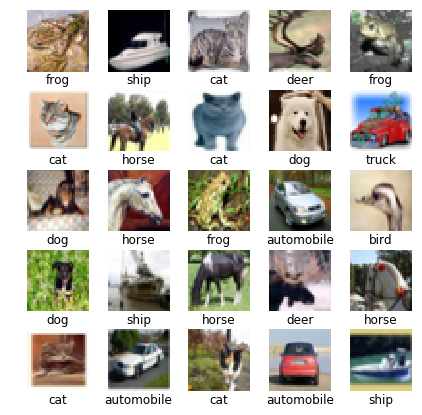 frog ship cat deer frog
cat horse cat dog truck
dog horse frog automobile bird
dog ship horse deer horse
cat automobile cat automobile ship